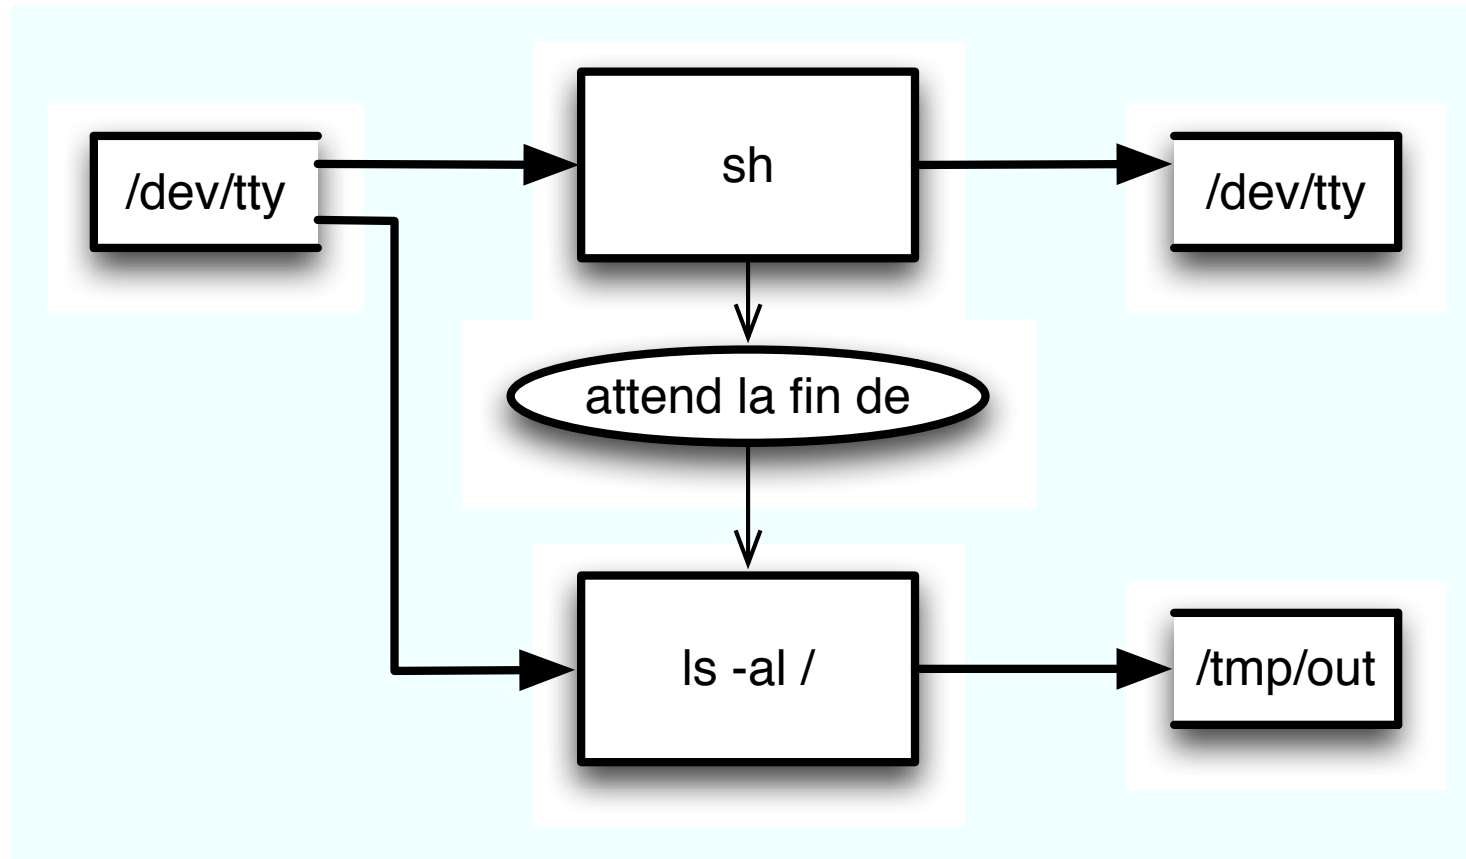 sh
/dev/tty
/dev/tty
attend la fin de
ls -al /
/tmp/out